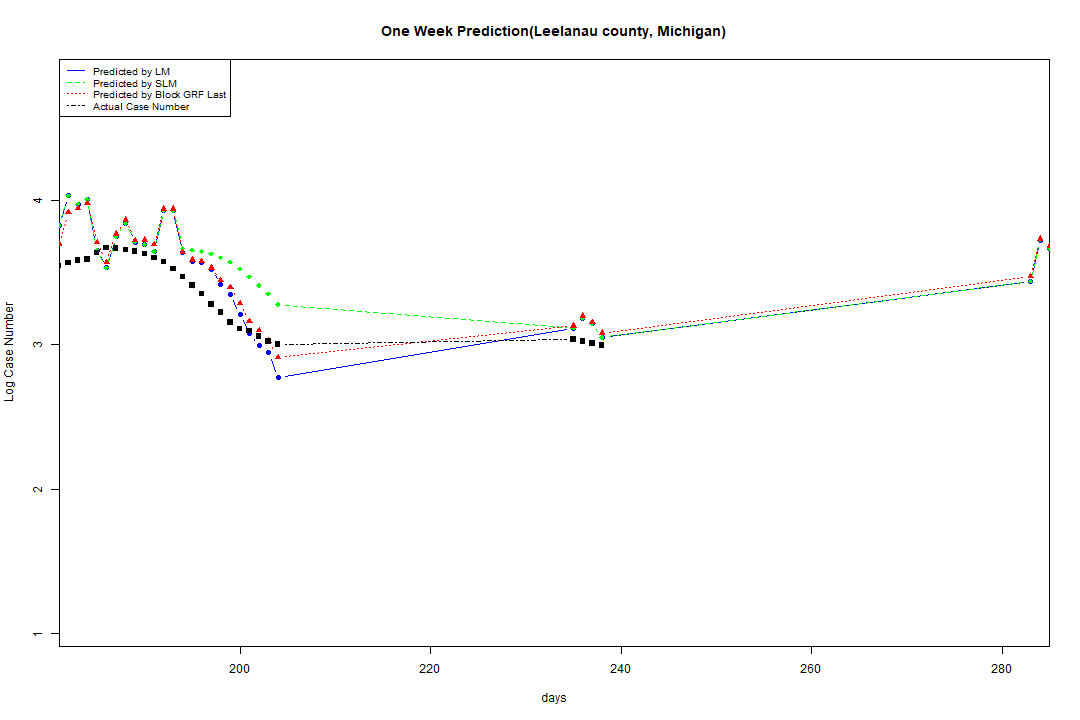 One Week Prediction(Leelanau county, Michigan)
Predicted by LM
Predicted by SLM
Predicted by Block GRF Last
Actual Case Number
4
3
2
1
Log Case Number
200 220 240 260 280
days